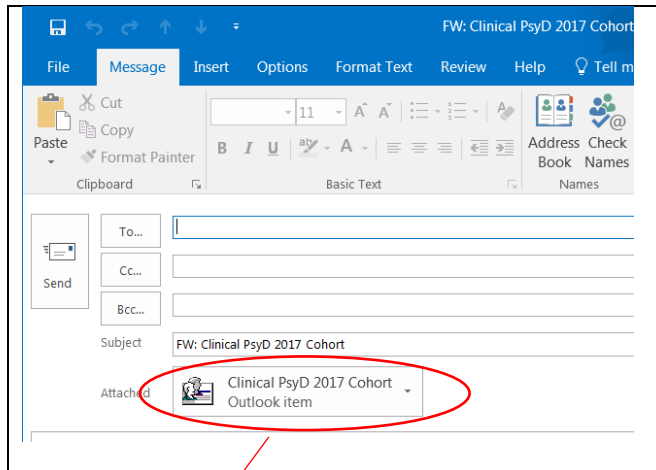 FW: Clinical PsyD 2017 Cohort
File Message Insert Options Format Text Review Help Tell m
Cut
Copy
Format Painter
Paste
11
A A
B I U aby A
Address Book
Check Names
Clipboard Basic Text Names
To...
Cc...
Send
Bcc...
Subject FW: Clinical PsyD 2017 Cohort
Attached Clinical PsyD 2017 Cohort
Outlook item